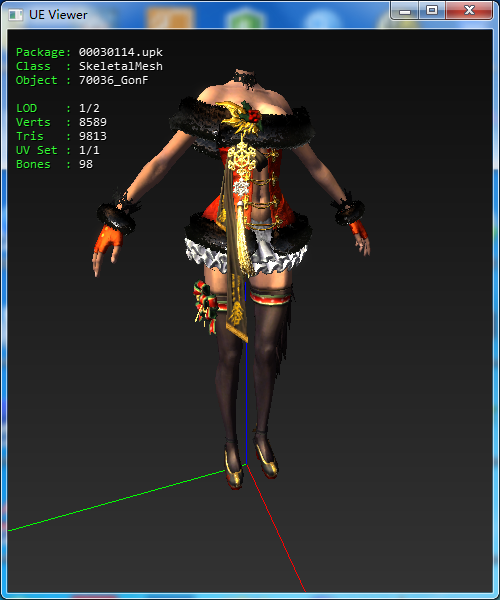 UE Viewer
Package: 00030114.upk
Class : SkeletalMesh
Object : 70036_GonF
LOD : 1/2
Verts : 8589
Tris : 9813
UV Set : 1/1
Bones : 98